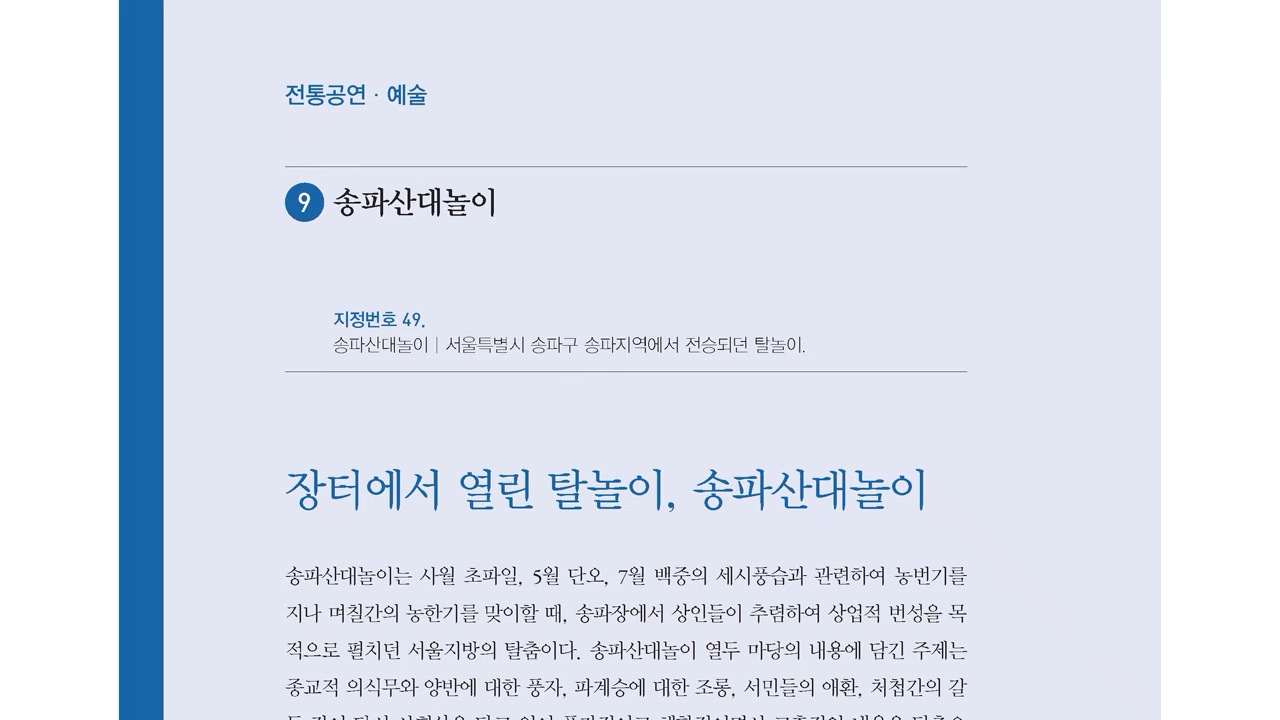 전통공연 · 예술
9 송파산대놀이
지정번호 49.
송파산대놀이 | 서울특별시 송파구 송파지역에서 전승되던 탈놀이.
장터에서 열린 탈놀이, 송파산대놀이
송파산대놀이는 사월 초파일, 5월 단오, 7월 백중의 세시풍습과 관련하여 농번기를
지나 며칠간의 농한기를 맞이할 때, 송파장에서 상인들이 추렴하여 상업적 번성을 목
적으로 펼치던 서울지방의 탈춤이다. 송파산대놀이 열두 마당의 내용에 담긴 주제는
종교적 의식무와 양반에 대한 풍자, 파계승에 대한 조롱, 서민들의 애환, 처첩간의 갈